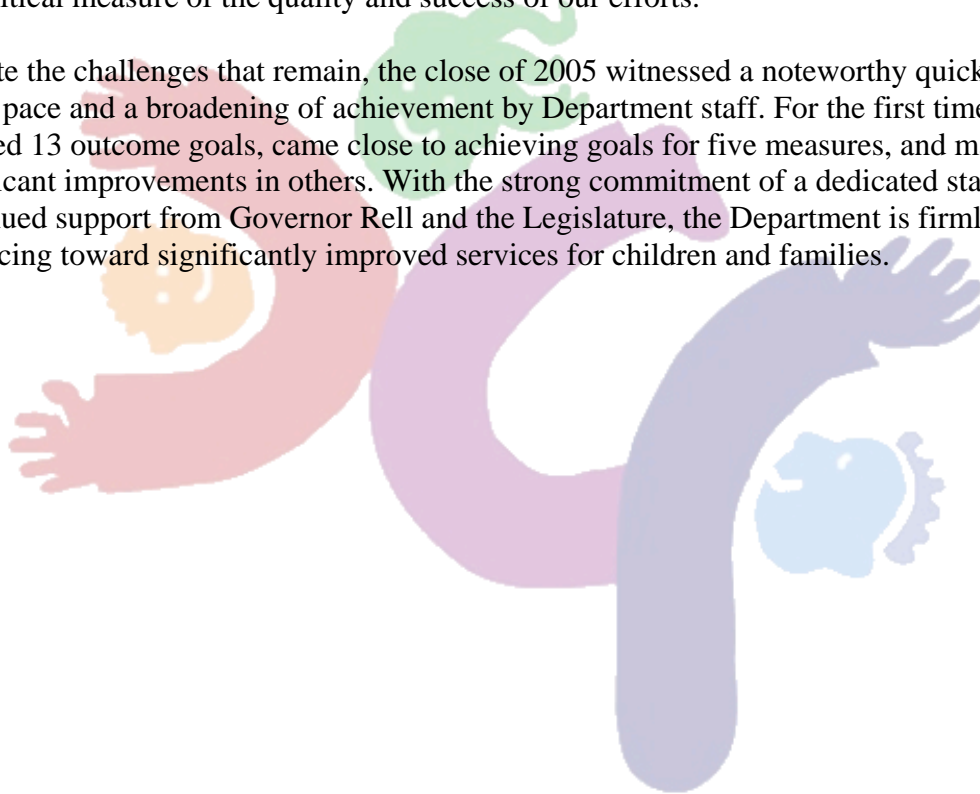 itical measure of the quality and success of our efforts.
te the challenges that remain, the close of 2005 witnessed a noteworthy quick
pace and a broadening of achievement by Department staff. For the first time
ed 13 outcome goals, came close to achieving goals for five measures, and m
icant improvements in others. With the strong commitment of a dedicated sta
ued support from Governor Rell and the Legislature, the Department is firml
cing toward significantly improved services for children and families.